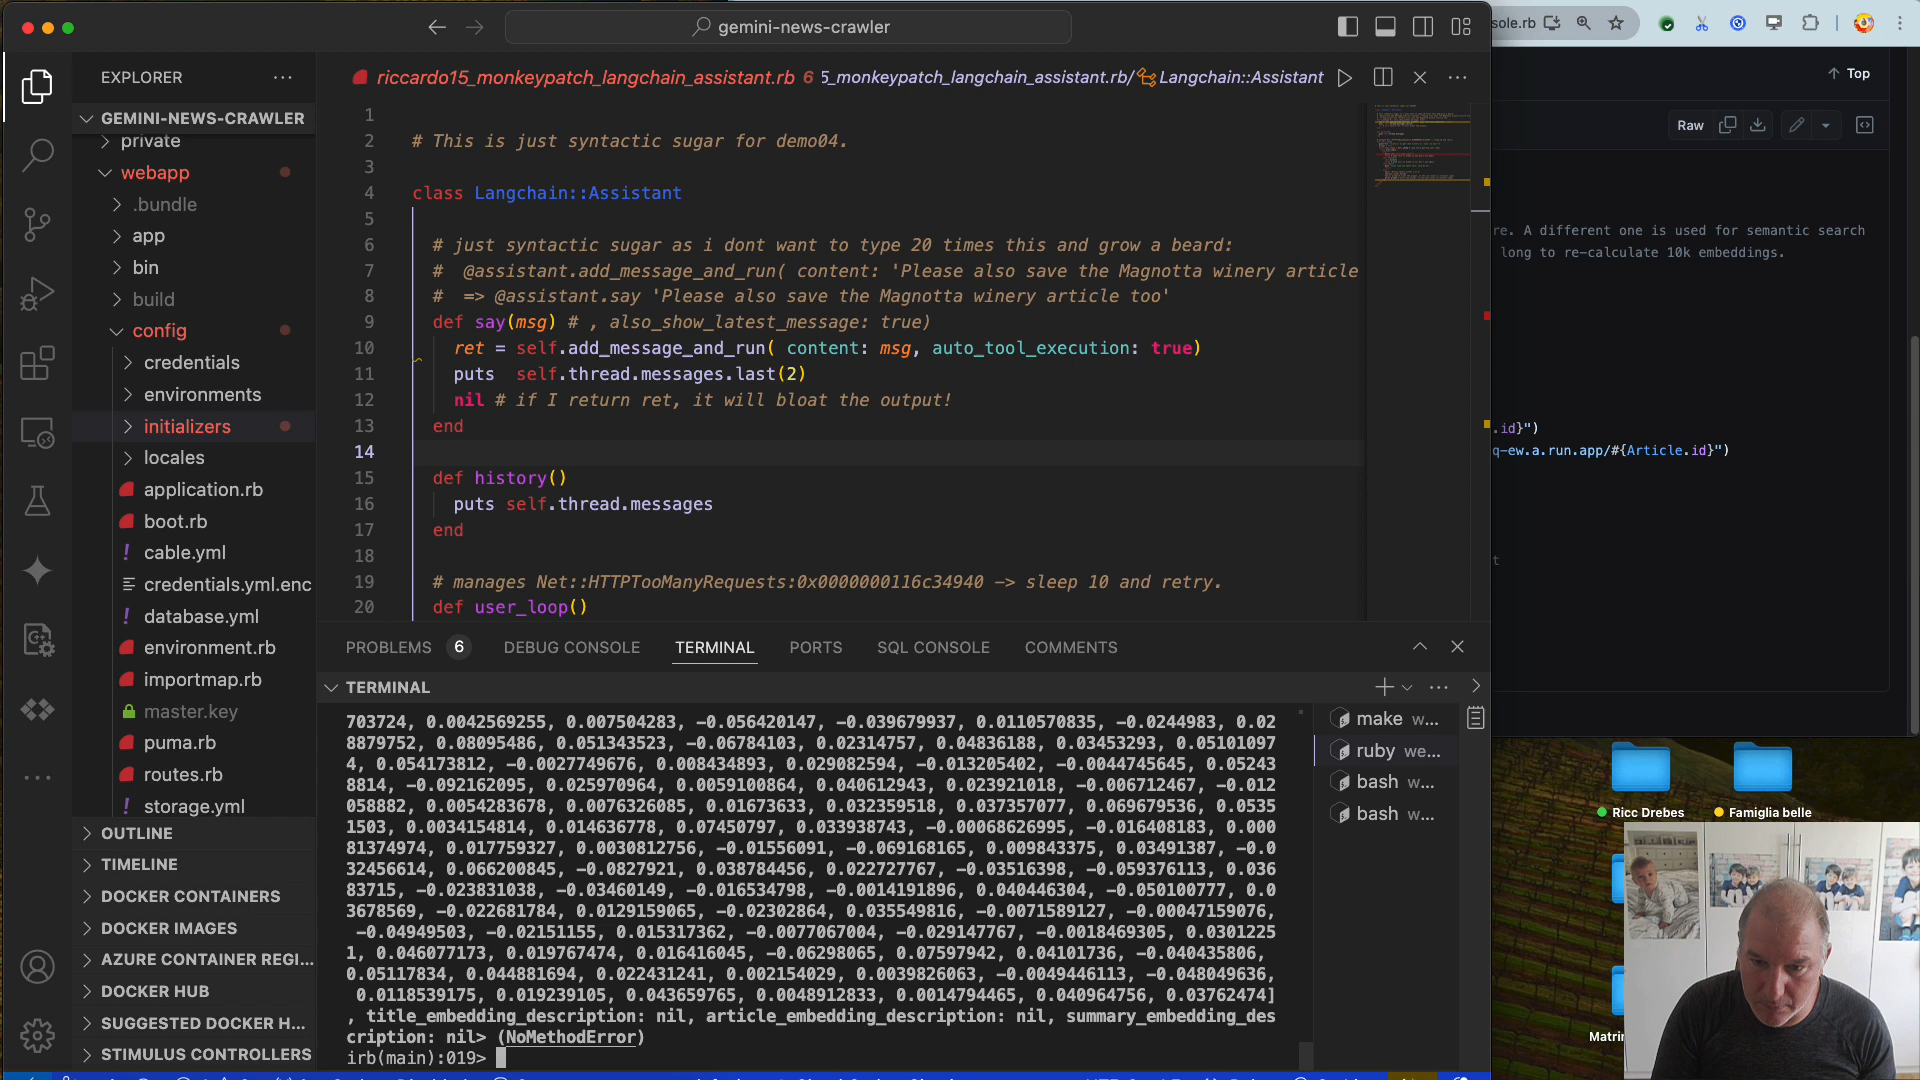 gemini-news-crawler
sole.rb
EXPLORER
riccardo15_monkeypatch_langchain_assistant.rb 6
5_monkeypatch_langchain_assistant.rb/
Langchain::Assistant
Top
GEMINI-NEWS-CRAWLER
private
webapp
.bundle
app
bin
build
config
credentials
environments
initializers
locales
application.rb
boot.rb
cable.yml
credentials.yml.enc
database.yml
environment.rb
importmap.rb
master.key
puma.rb
routes.rb
storage.yml
OUTLINE
TIMELINE
DOCKER CONTAINERS
DOCKER IMAGES
AZURE CONTAINER REGI...
DOCKER HUB
SUGGESTED DOCKER H...
STIMULUS CONTROLLERS
1
2 # This is just syntactic sugar for demo04.
3
4 class Langchain::Assistant
5
6 # just syntactic sugar as i dont want to type 20 times this and grow a beard:
7 #  @assistant.add_message_and_run( content: 'Please also save the Magnotta winery article
8 #  => @assistant.say 'Please also save the Magnotta winery article too'
9 def say(msg) # , also_show_latest_message: true)
10 ret = self.add_message_and_run( content: msg, auto_tool_execution: true)
11 puts  self.thread.messages.last(2)
12 nil # if I return ret, it will bloat the output!
13 end
14
15 def history()
16 puts self.thread.messages
17 end
18
19 # manages Net::HTTPTooManyRequests:0x0000000116c34940 -> sleep 10 and retry.
20 def user_loop()
PROBLEMS 6 DEBUG CONSOLE TERMINAL PORTS SQL CONSOLE COMMENTS
TERMINAL
703724, 0.0042569255, 0.007504283, -0.056420147, -0.039679937, 0.0110570835, -0.0244983, 0.02
8879752, 0.08095486, 0.051343523, -0.06784103, 0.02314757, 0.04836188, 0.03453293, 0.05101097
4, 0.054173812, -0.0027749676, 0.008434893, 0.029082594, -0.013205402, -0.0044745645, 0.05243
8814, -0.092162095, 0.025970964, 0.0059100864, 0.040612943, 0.023921018, -0.006712467, -0.012
058882, 0.0054283678, 0.0076326085, 0.01673633, 0.032359518, 0.037357077, 0.069679536, 0.0535
1503, 0.0034154814, 0.014636778, 0.07450797, 0.033938743, -0.00068626995, -0.016408183, 0.000
81374974, 0.017759327, 0.0030812756, -0.01556091, -0.069168165, 0.009843375, 0.03491387, -0.0
32456614, 0.066200845, -0.0827921, 0.038784456, 0.022727767, -0.03516398, -0.059376113, 0.036
83715, -0.023831038, -0.03460149, -0.016534798, -0.0014191896, 0.040446304, -0.050100777, 0.0
3678569, -0.022681784, 0.0129159065, -0.02302864, 0.035549816, -0.0071589127, -0.00047159076,
-0.04949503, -0.02151155, 0.015317362, -0.0077067004, -0.029147767, -0.0018469305, 0.0301225
1, 0.046077173, 0.019767474, 0.016416045, -0.06298065, 0.07597942, 0.04101736, -0.040435806,
0.05117834, 0.044881694, 0.022431241, 0.002154029, 0.0039826063, -0.0049446113, -0.048049636,
0.0118539175, 0.019239105, 0.043659765, 0.0048912833, 0.0014794465, 0.040964756, 0.03762474]
, title_embedding_description: nil, article_embedding_description: nil, summary_embedding_des
cription: nil> (NoMethodError)
irb(main):019>
make w...
ruby we...
bash w...
bash w...
Raw
re. A different one is used for semantic search
long to re-calculate 10k embeddings.
.id}")
q-ew.a.run.app/#{Article.id}")
t
Ricc Drebes
Famiglia belle
Matrin